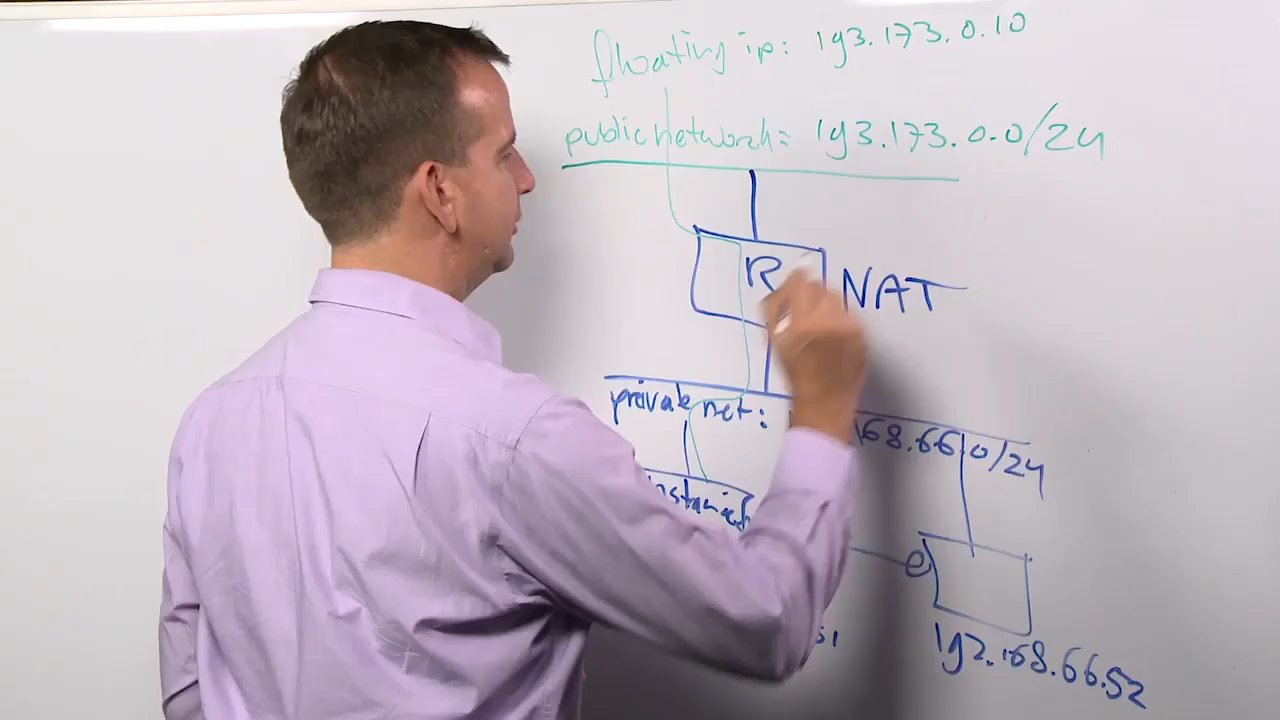 floating ip: 193.173.0.10
public network= 193.173.0.0/24
R NAT
private net: 168.66.0/24
192.168.66.52